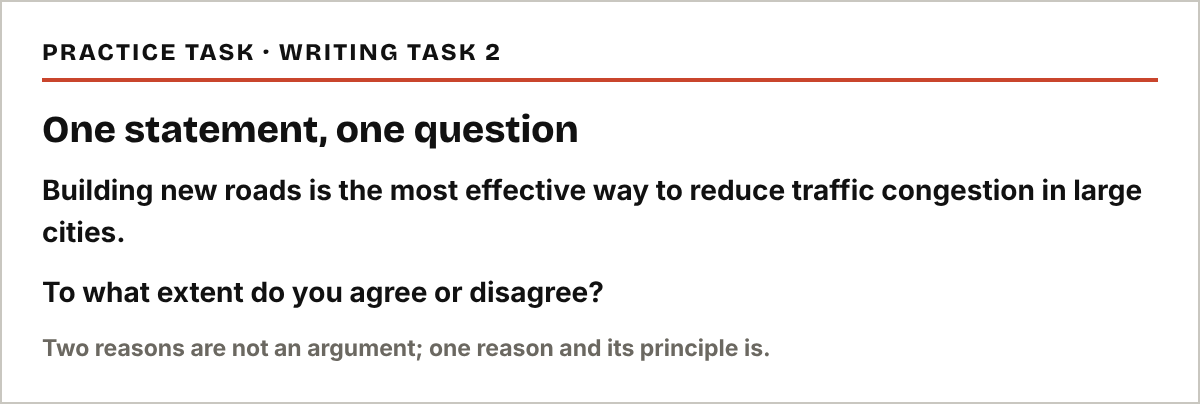 PRACTICE TASK · WRITING TASK 2
One statement, one question
Building new roads is the most effective way to reduce traffic congestion in large
cities.
To what extent do you agree or disagree?
Two reasons are not an argument; one reason and its principle is.